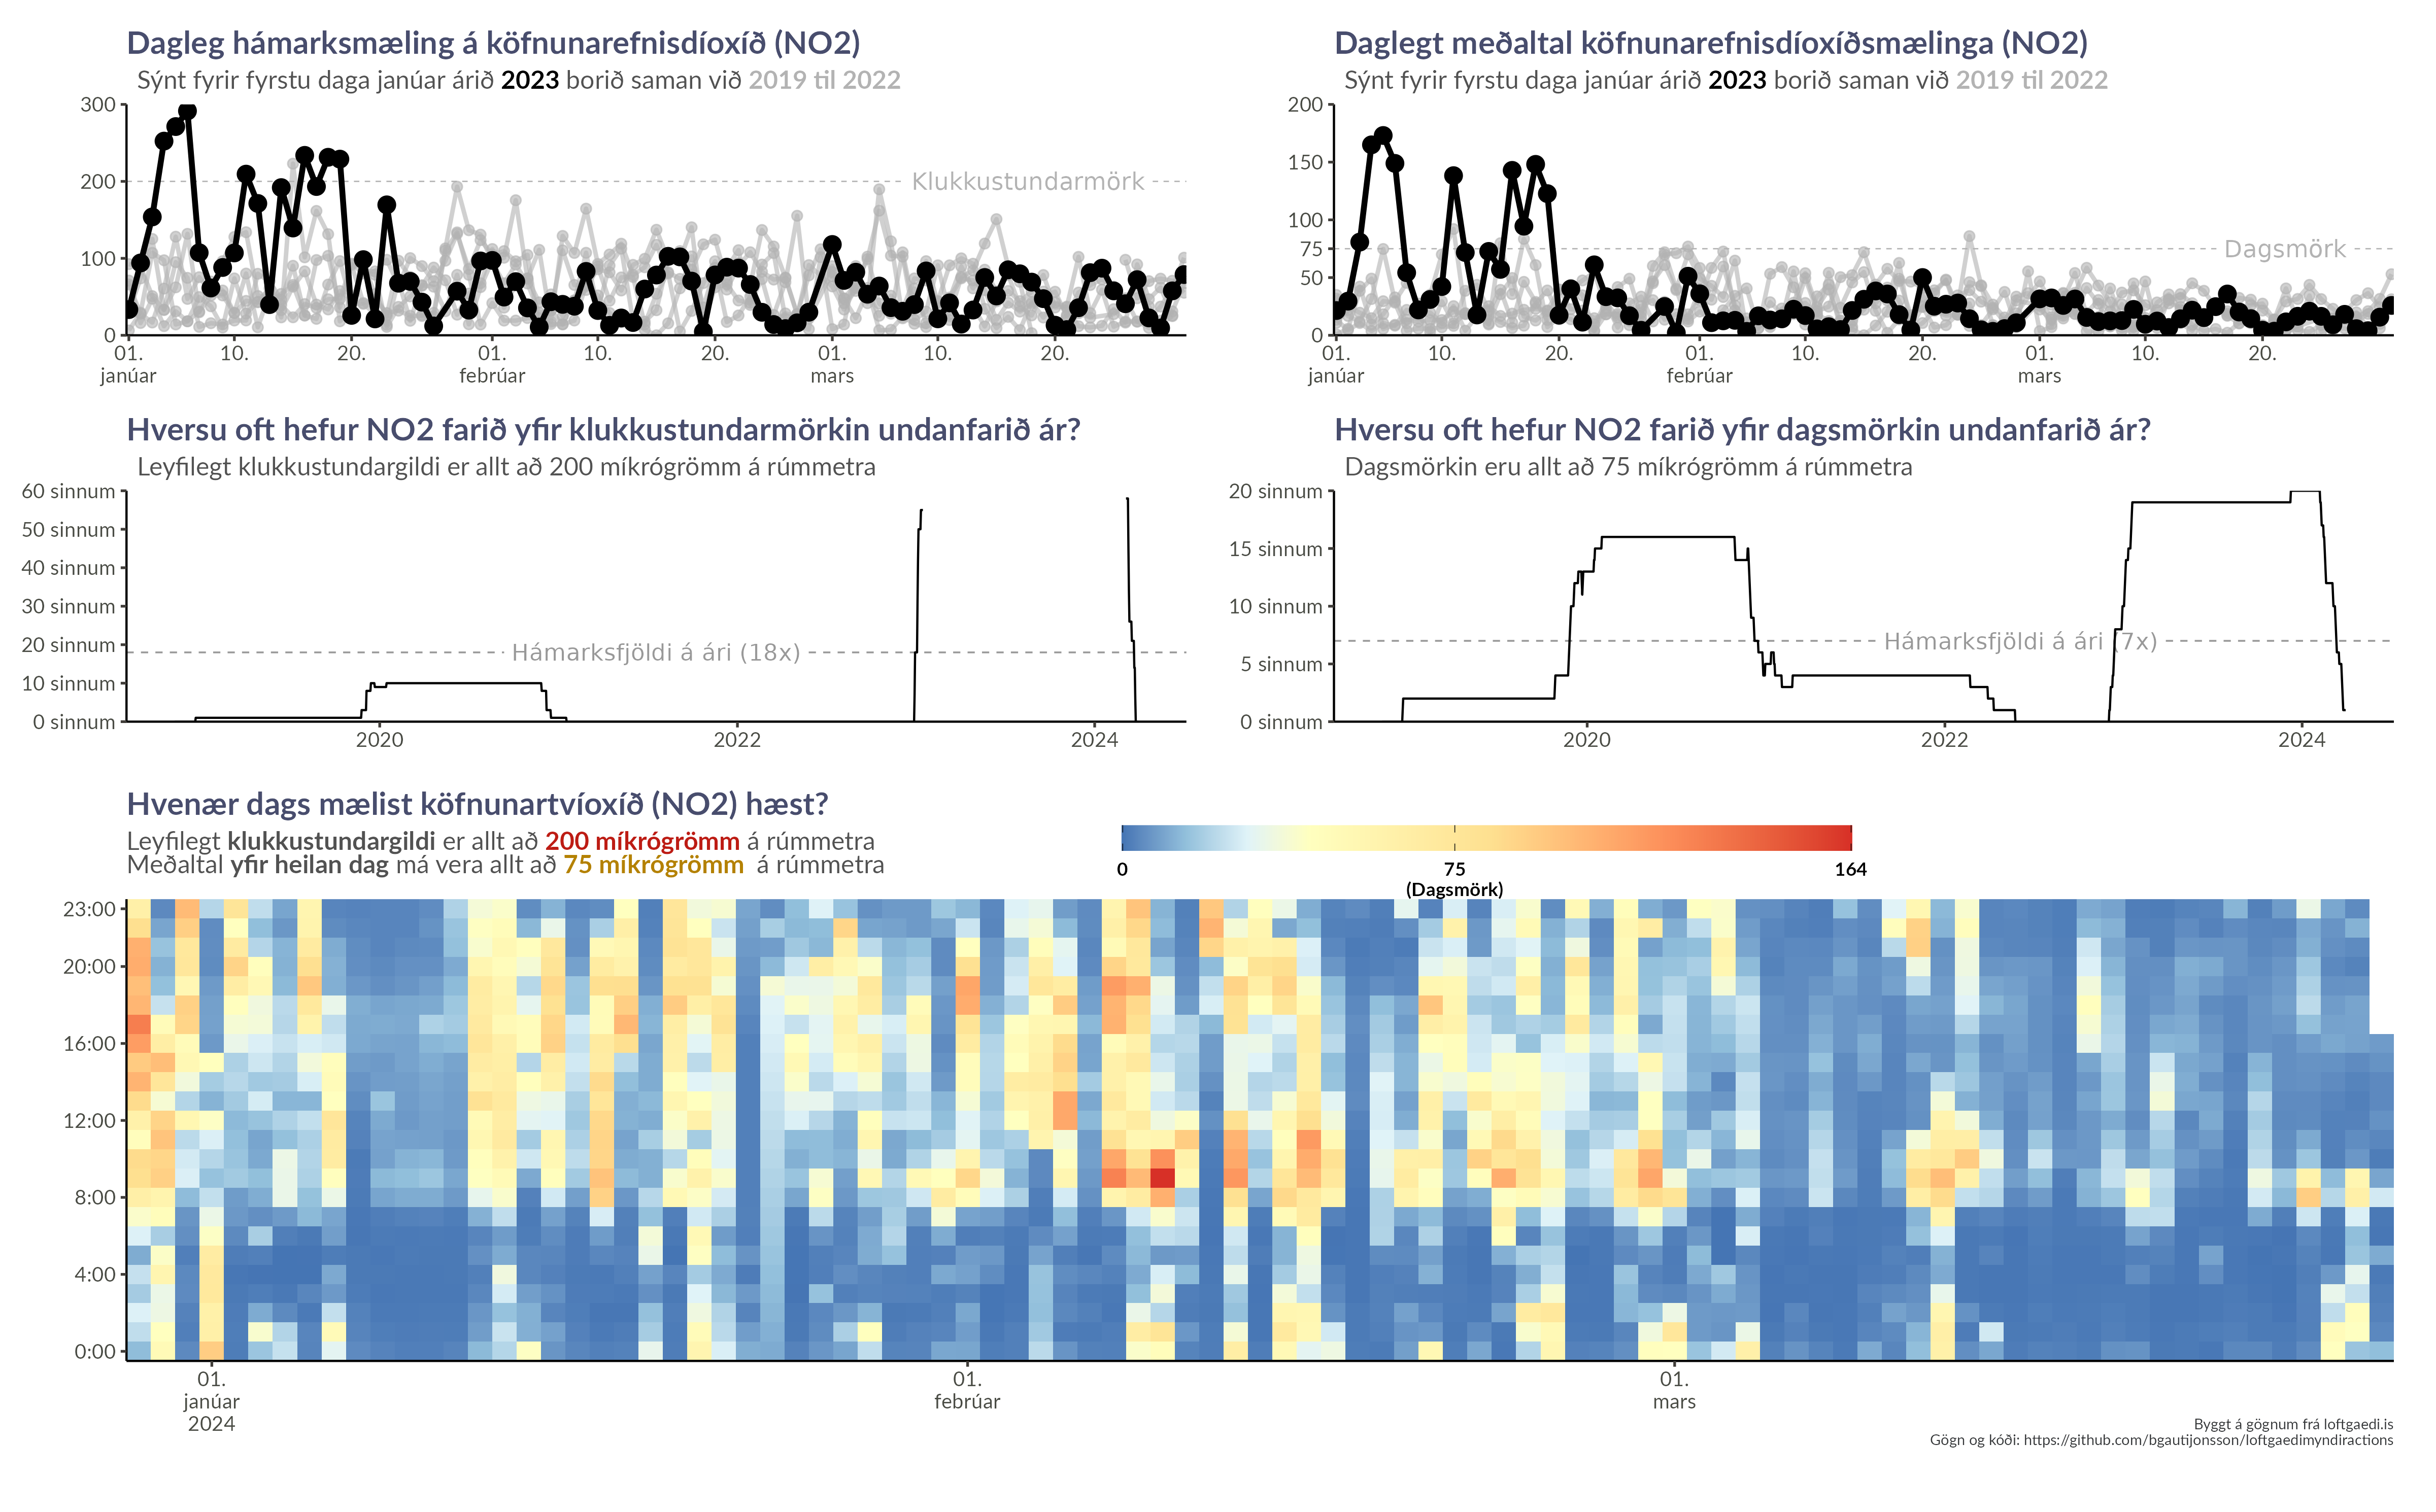 Dagleg hámarksmæling á köfnunarefnisdíoxíð (NO2)
Sýnt fyrir fyrstu daga janúar árið 2023 borið saman við 2019 til 2022
300
200
100
0
Klukkustundarmörk
01. 10. 20. 01. 10. 20. 01. 10. 20.
janúar febrúar mars
Daglegt meðaltal köfnunarefnisdíoxíðsmælinga (NO2)
Sýnt fyrir fyrstu daga janúar árið 2023 borið saman við 2019 til 2022
200
150
100
75
50
0
Dagsmörk
01. 10. 20. 01. 10. 20. 01. 10. 20.
janúar febrúar mars
Hversu oft hefur NO2 farið yfir klukkustundarmörkin undanfarið ár?
Leyfilegt klukkustundargildi er allt að 200 míkrógrömm á rúmmetra
60 sinnum
50 sinnum
40 sinnum
30 sinnum
20 sinnum
10 sinnum
0 sinnum
Hámarksfjöldi á ári (18x)
2020 2022 2024
Hversu oft hefur NO2 farið yfir dagsmörkin undanfarið ár?
Dagsmörkin eru allt að 75 míkrógrömm á rúmmetra
20 sinnum
15 sinnum
10 sinnum
5 sinnum
0 sinnum
Hámarksfjöldi á ári (7x)
2020 2022 2024
Hvenær dags mælist köfnunartvíoxíð (NO2) hæst?
Leyfilegt klukkustundargildi er allt að 200 míkrógrömm á rúmmetra
Meðaltal yfir heilan dag má vera allt að 75 míkrógrömm á rúmmetra
0 75 164
(Dagsmörk)
23:00
20:00
16:00
12:00
8:00
4:00
0:00
01. 01. 01.
janúar febrúar mars
2024
Byggt á gögnum frá loftgaedi.is
Gögn og kóði: https://github.com/bgautijonsson/loftgaedimyndiractions